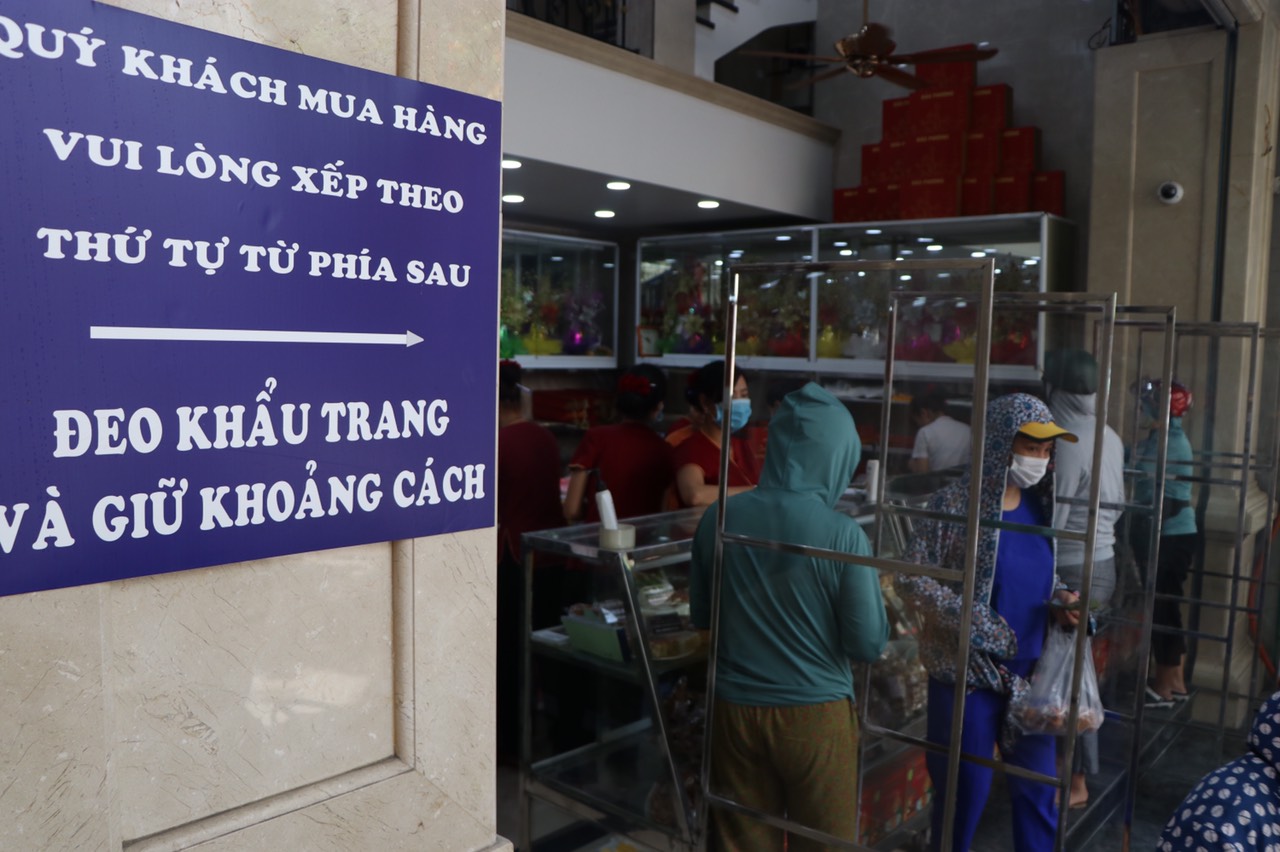 QUÝ KHÁCH MUA HÀNG
VUI LÒNG XẾP THEO
THỨ TỰ TỪ PHÍA SAU
ĐEO KHẨU TRANG
VÀ GIỮ KHOẢNG CÁCH